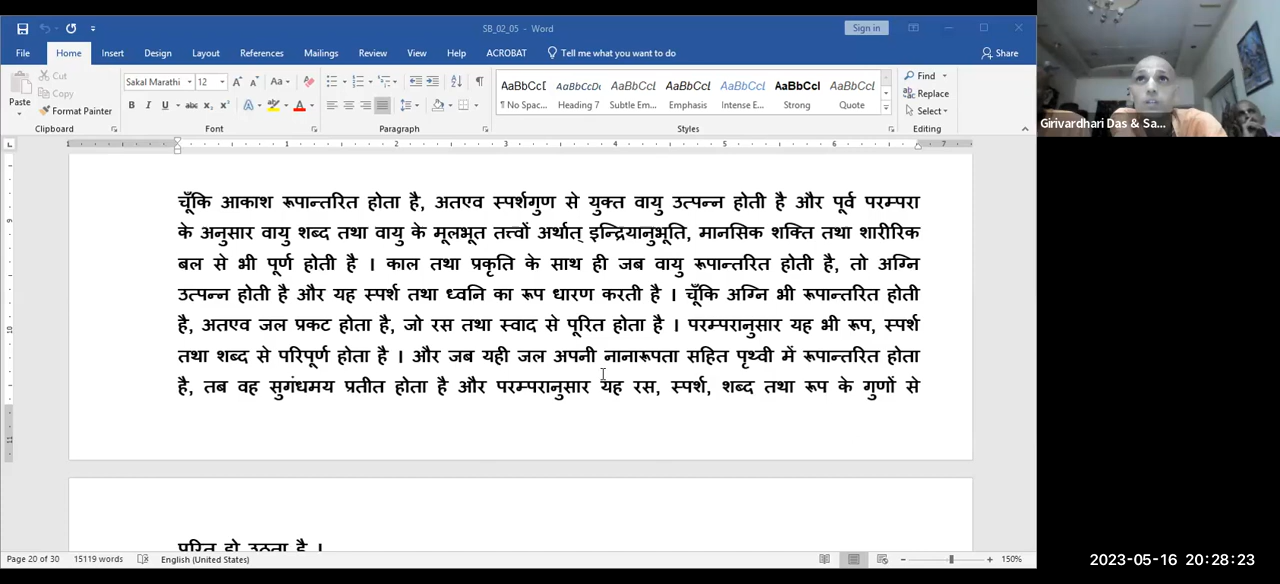 SB_02_05 - Word
Sign in
File Home Insert Design Layout References Mailings Review View Help ACROBAT Tell me what you want to do Share
Paste Cut Copy Format Painter
Sakal Marathi 12
AaBbCcI AaBbCcDc AaBbCcl AaBbCcl AaBbCcl AaBbCcl AaBbCcl
¶ No Spac... Heading 7 Subtle Em... Emphasis Intense E... Strong Quote
Find Replace Select
Clipboard Font Paragraph Styles Editing
Girivardhari Das & Sa...
चूँकि आकाश रूपान्तरित होता है, अतएव स्पर्शगुण से युक्त वायु उत्पन्न होती है और पूर्व परम्परा
के अनुसार वायु शब्द तथा वायु के मूलभूत तत्त्वों अर्थात् इन्द्रियानुभूति, मानसिक शक्ति तथा शारीरिक
बल से भी पूर्ण होती है । काल तथा प्रकृति के साथ ही जब वायु रूपान्तरित होती है, तो अग्नि
उत्पन्न होती है और यह स्पर्श तथा ध्वनि का रूप धारण करती है । चूँकि अग्नि भी रूपान्तरित होती
है, अतएव जल प्रकट होता है, जो रस तथा स्वाद से पूरित होता है । परम्परानुसार यह भी रूप, स्पर्श
तथा शब्द से परिपूर्ण होता है । और जब यही जल अपनी नानारूपता सहित पृथ्वी में रूपान्तरित होता
है, तब वह सुगंधमय प्रतीत होता है और परम्परानुसार यह रस, स्पर्श, शब्द तथा रूप के गुणों से
पूरित हो उठता है ।
Page 20 of 30 15119 words English (United States) 150%
2023-05-16 20:28:23